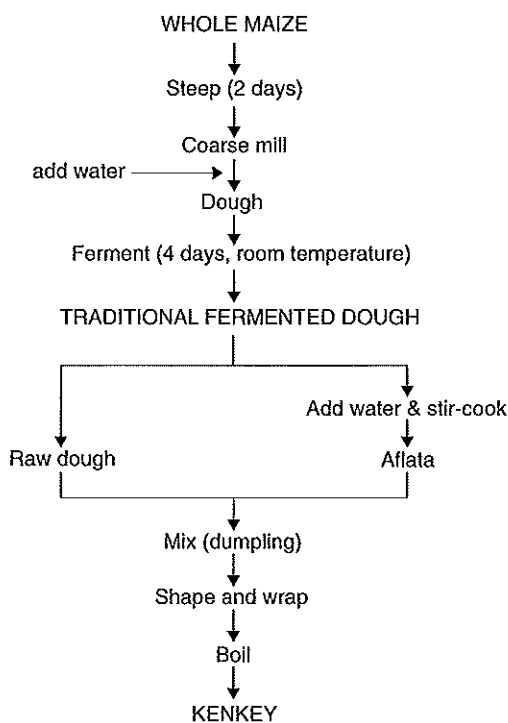 WHOLE MAIZE
Steep (2 days)
Coarse mill
add water
Dough
Ferment (4 days, room temperature)
TRADITIONAL FERMENTED DOUGH
Add water & stir-cook
Raw dough
Aflata
Mix (dumpling)
Shape and wrap
Boil
KENKEY